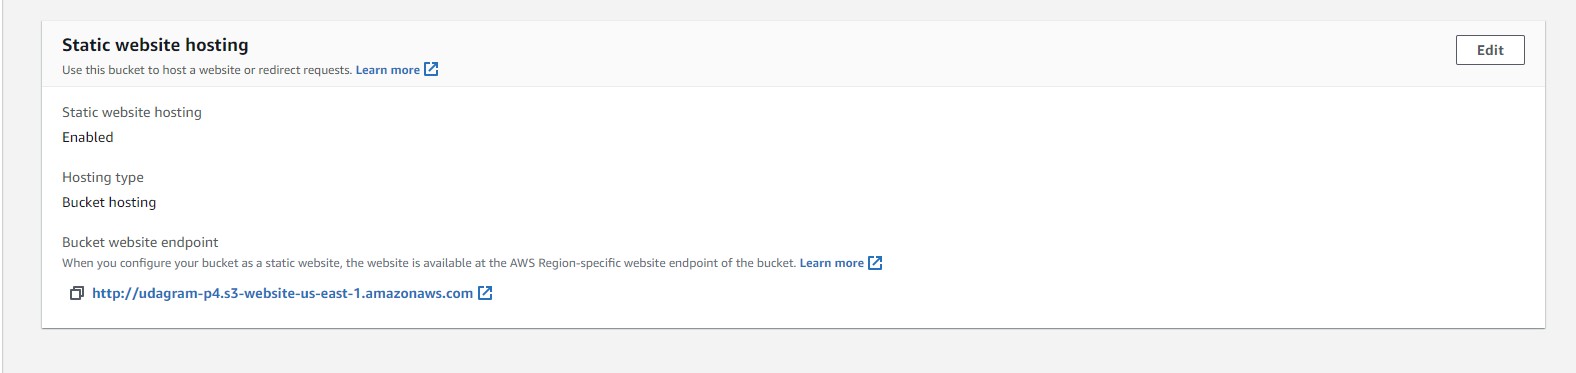 Static website hosting
Edit
Use this bucket to host a website or redirect requests. Learn more
Static website hosting
Enabled
Hosting type
Bucket hosting
Bucket website endpoint
When you configure your bucket as a static website, the website is available at the AWS Region-specific website endpoint of the bucket. Learn more
http://udagram-p4.s3-website-us-east-1.amazonaws.com